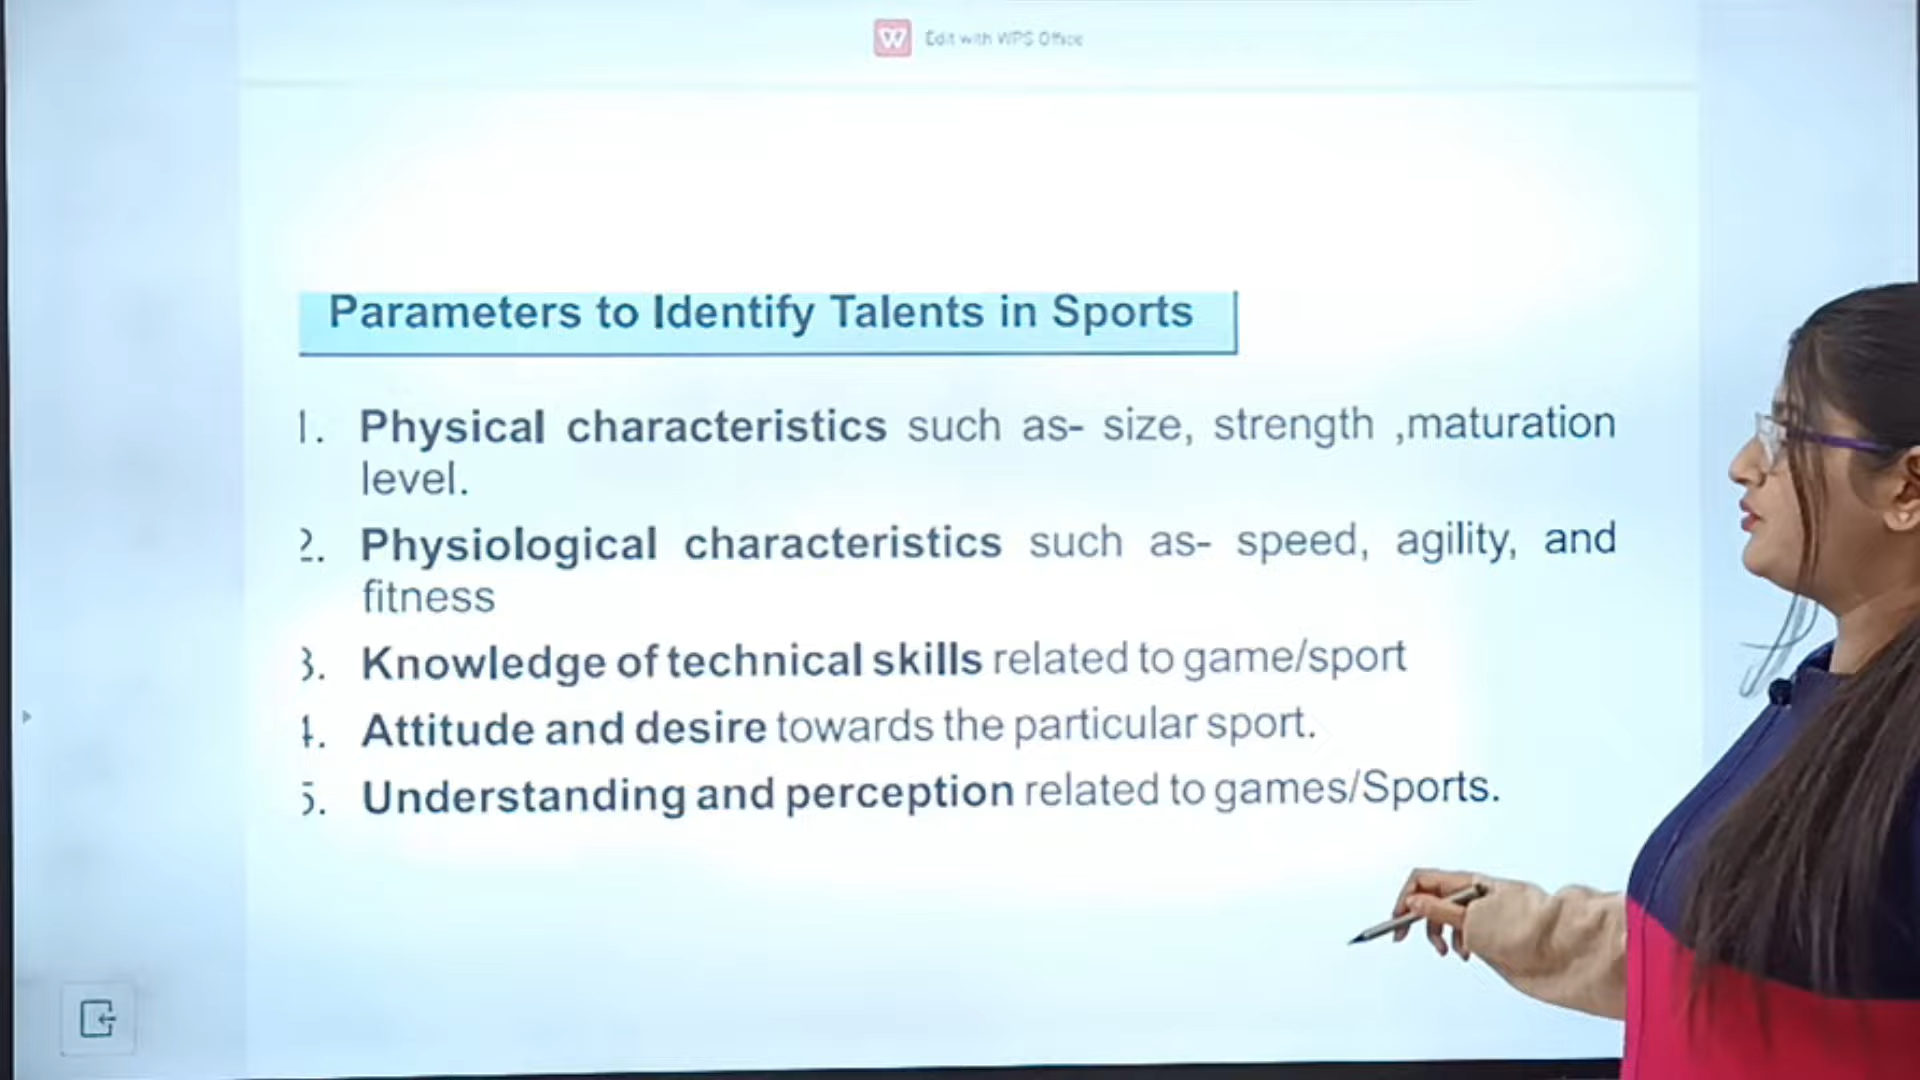 Edit with WPS Office
Parameters to Identify Talents in Sports
1. Physical characteristics such as- size, strength ,maturation
level.
2. Physiological characteristics such as- speed, agility, and
fitness
3. Knowledge of technical skills related to game/sport
4. Attitude and desire towards the particular sport.
5. Understanding and perception related to games/Sports.